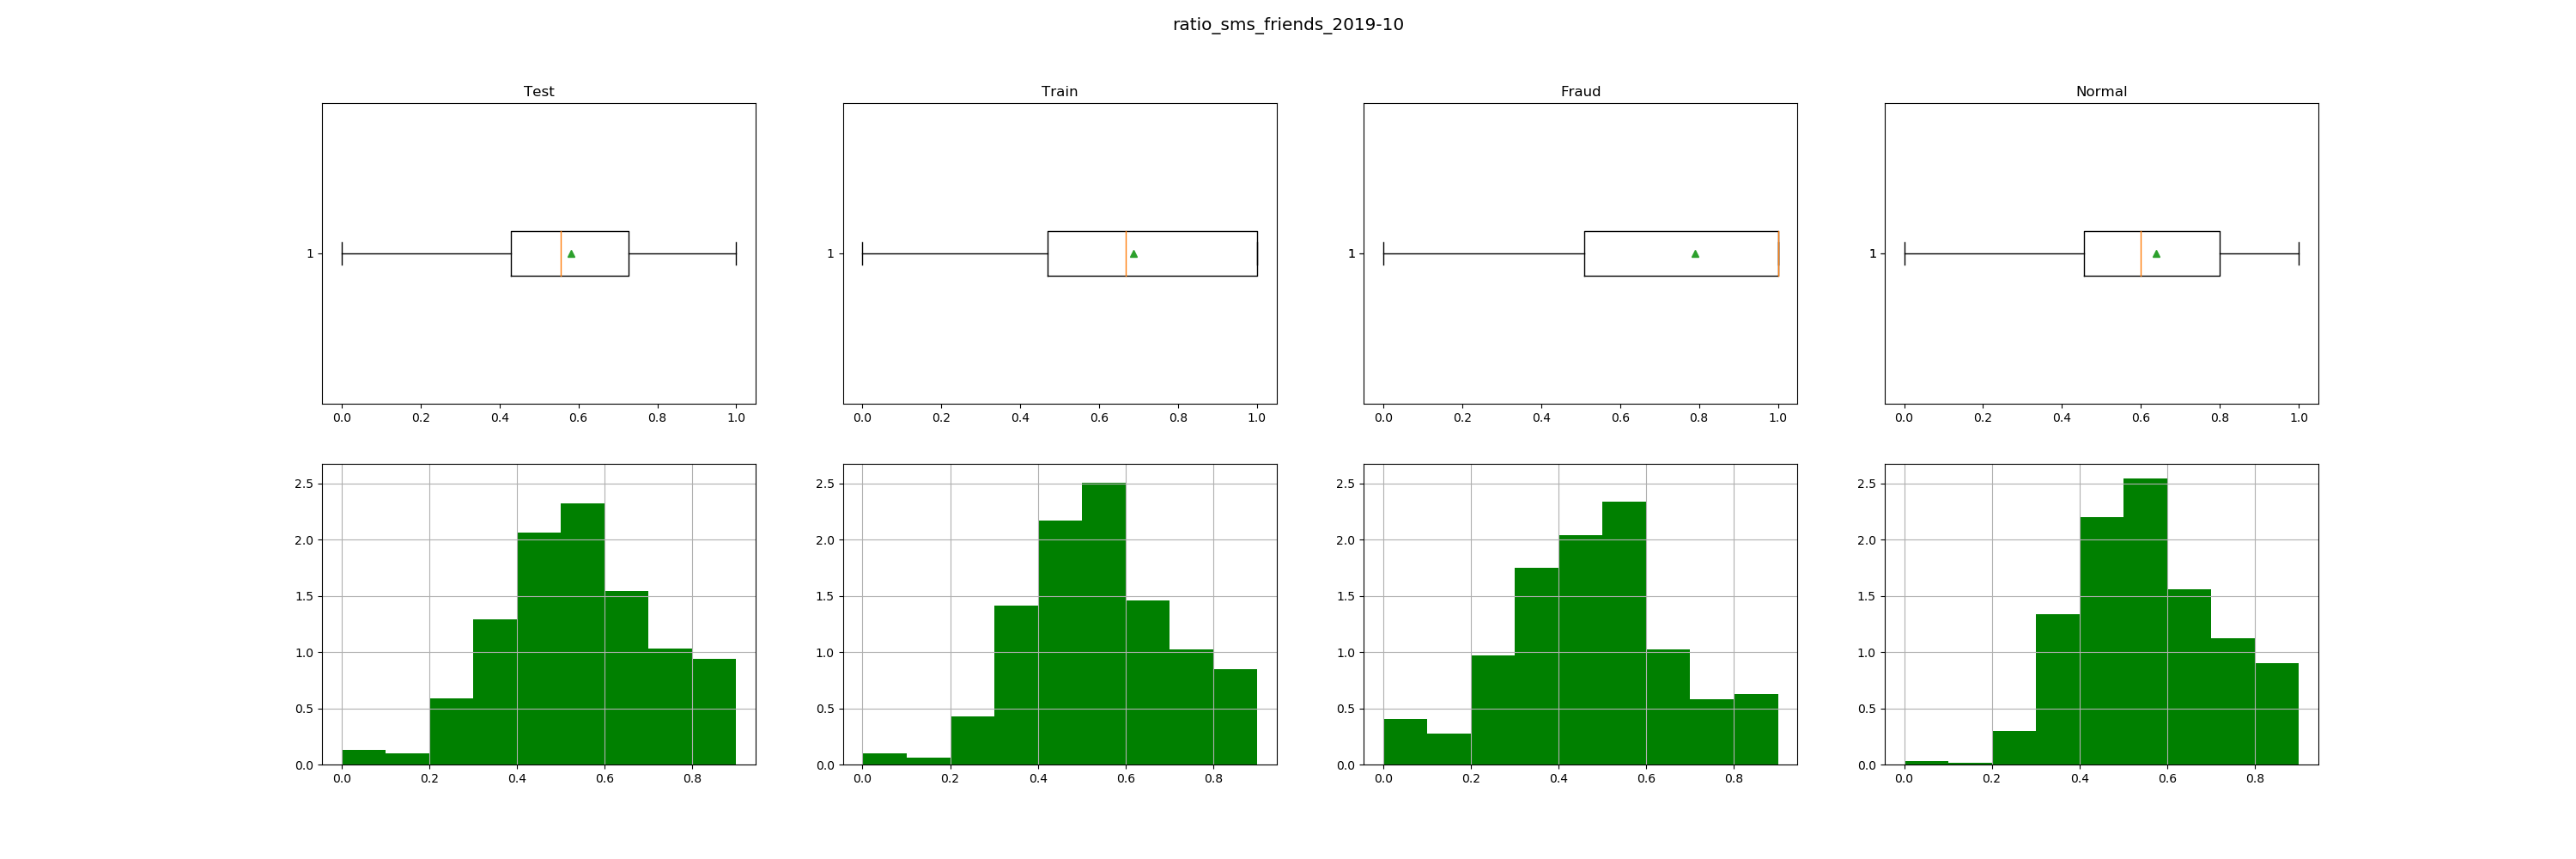 ratio_sms_friends_2019-10
Test Train Fraud Normal
1 1 1 1
0.0 0.2 0.4 0.6 0.8 1.0 0.0 0.2 0.4 0.6 0.8 1.0 0.0 0.2 0.4 0.6 0.8 1.0 0.0 0.2 0.4 0.6 0.8 1.0
2.5 2.5 2.5 2.5
2.0 2.0 2.0 2.0
1.5 1.5 1.5 1.5
1.0 1.0 1.0 1.0
0.5 0.5 0.5 0.5
0.0 0.0 0.0 0.0
0.0 0.2 0.4 0.6 0.8 0.0 0.2 0.4 0.6 0.8 0.0 0.2 0.4 0.6 0.8 0.0 0.2 0.4 0.6 0.8